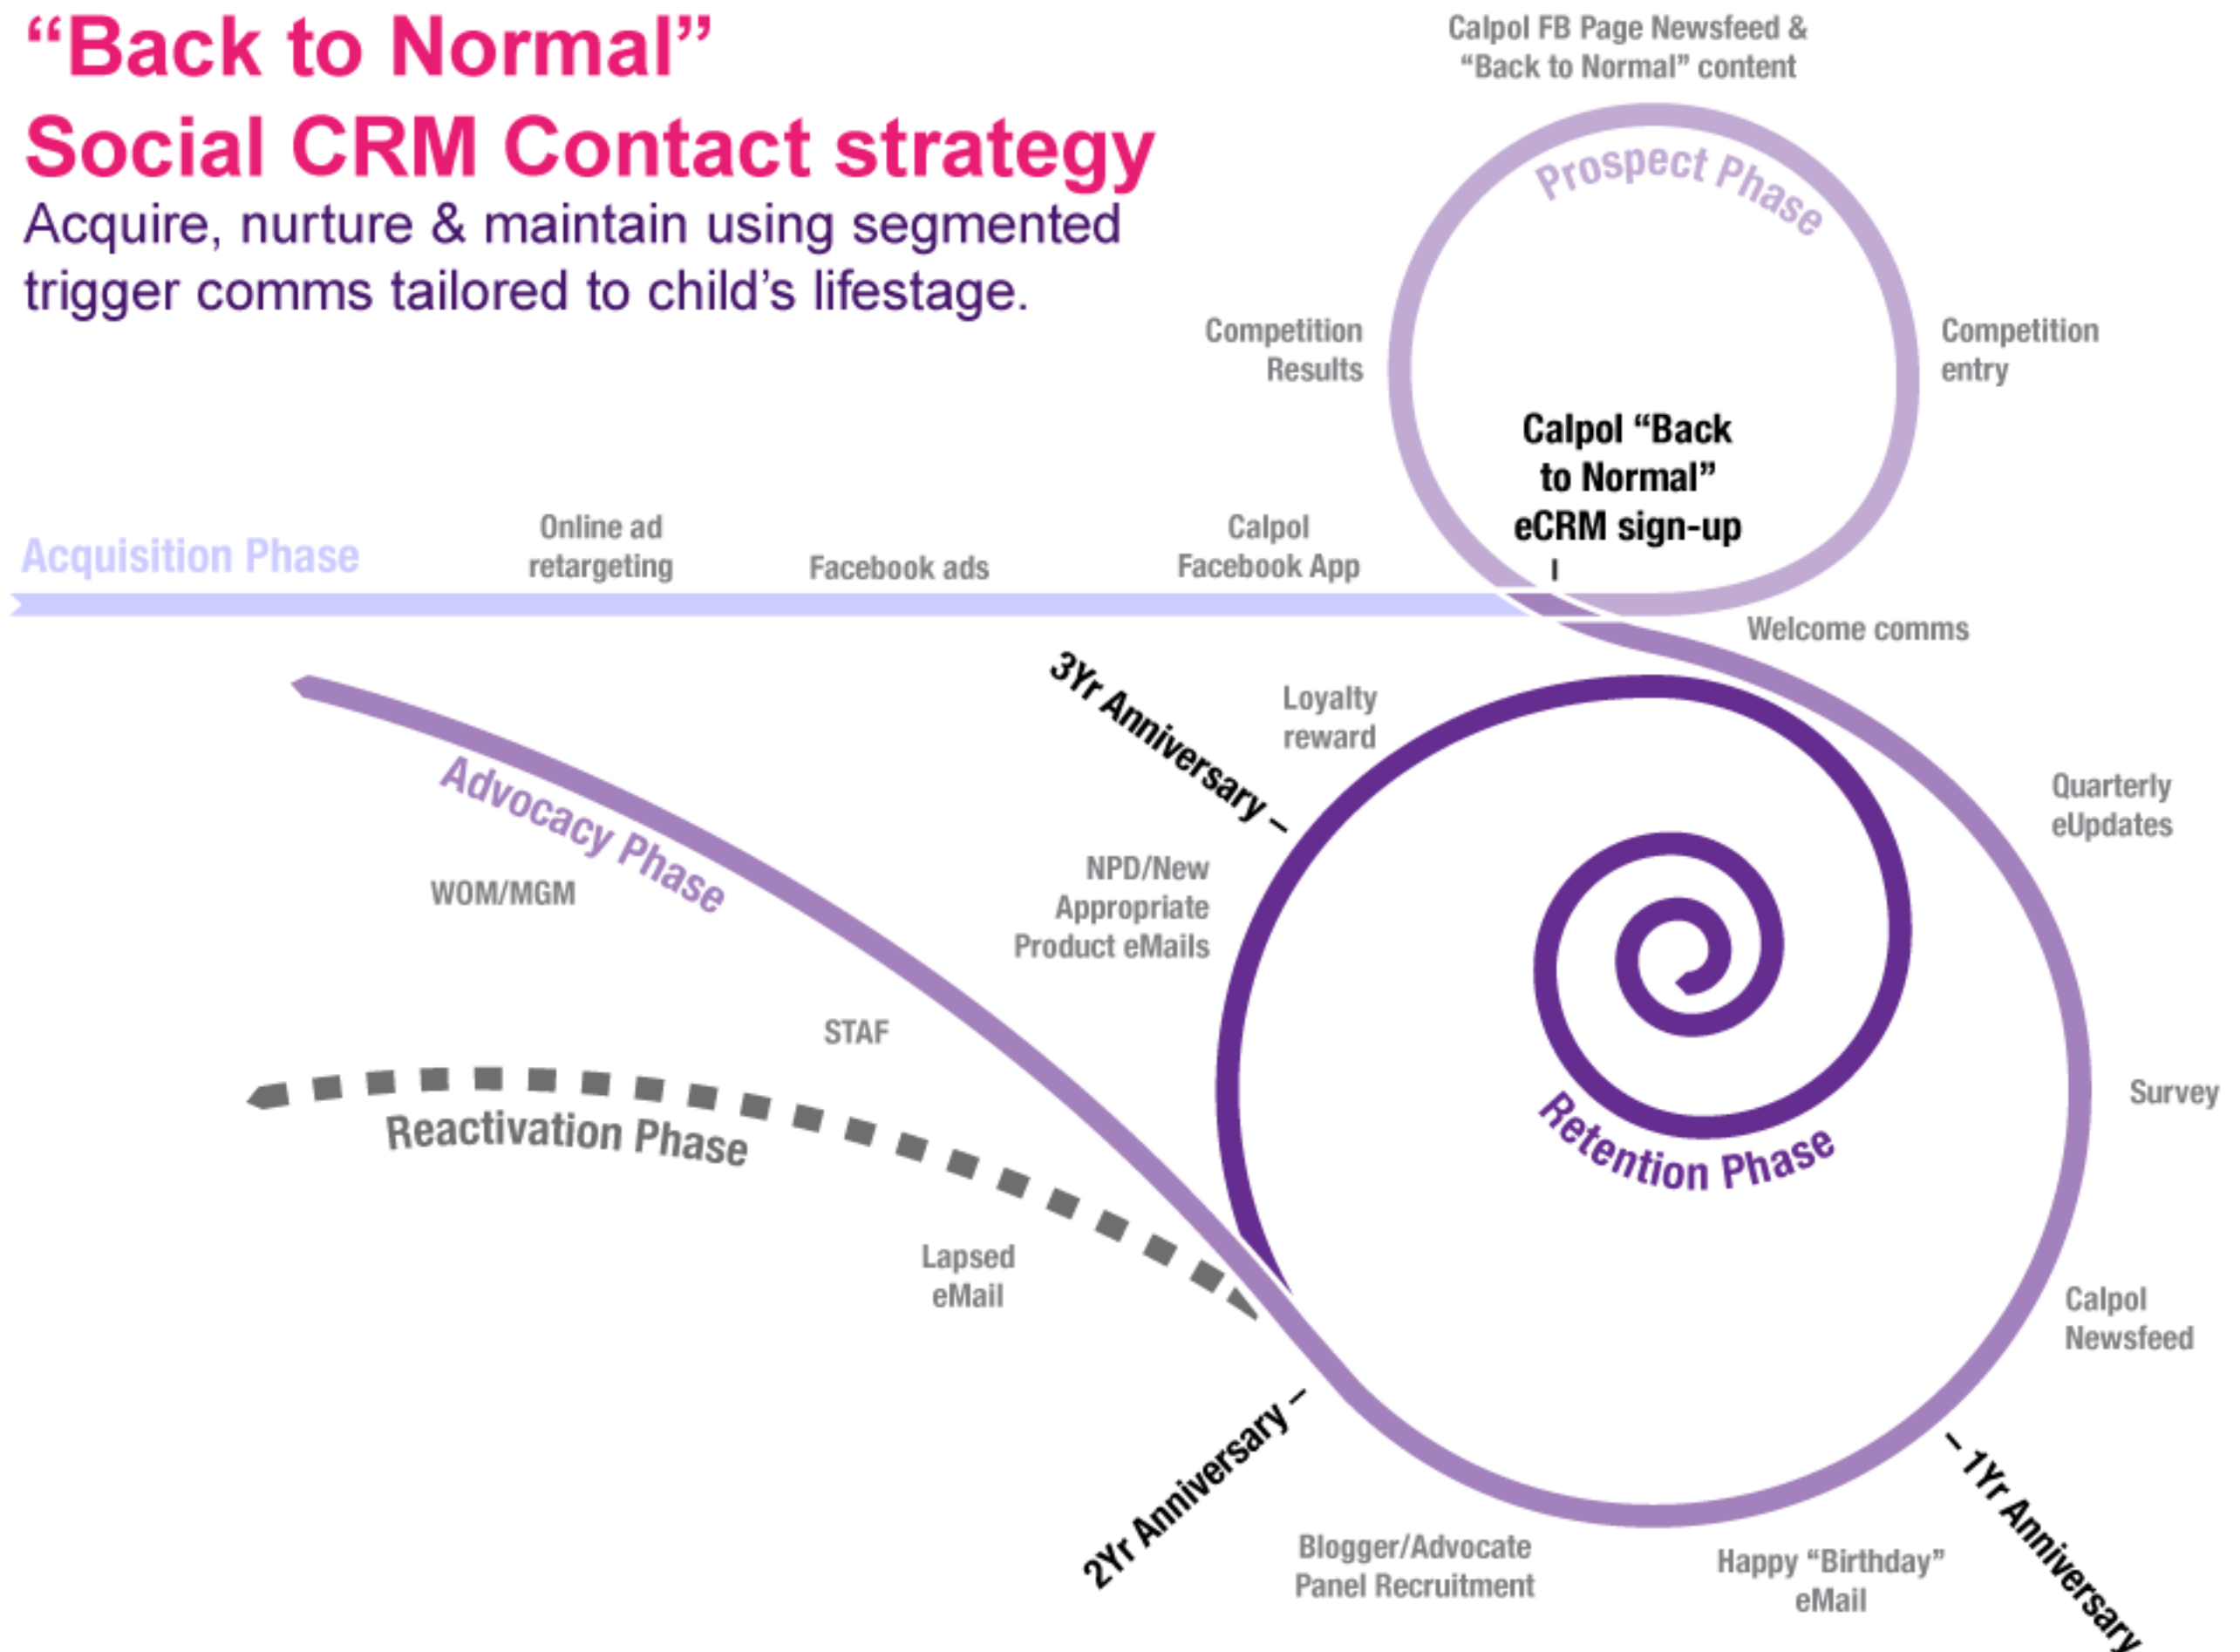 “Back to Normal”
Social CRM Contact strategy
Acquire, nurture & maintain using segmented
trigger comms tailored to child’s lifestage.
Calpol FB Page Newsfeed &
“Back to Normal” content
Prospect Phase
Competition
Results
Competition
entry
Calpol “Back
to Normal”
eCRM sign-up
Acquisition Phase
Online ad
retargeting
Facebook ads
Calpol
Facebook App
Welcome comms
3Yr Anniversary
Loyalty
reward
Quarterly
eUpdates
Advocacy Phase
WOM/MGM
NPD/New
Appropriate
Product eMails
STAF
Reactivation Phase
Survey
Retention Phase
Lapsed
eMail
Calpol
Newsfeed
2Yr Anniversary
1Yr Anniversary
Blogger/Advocate
Panel Recruitment
Happy “Birthday”
eMail